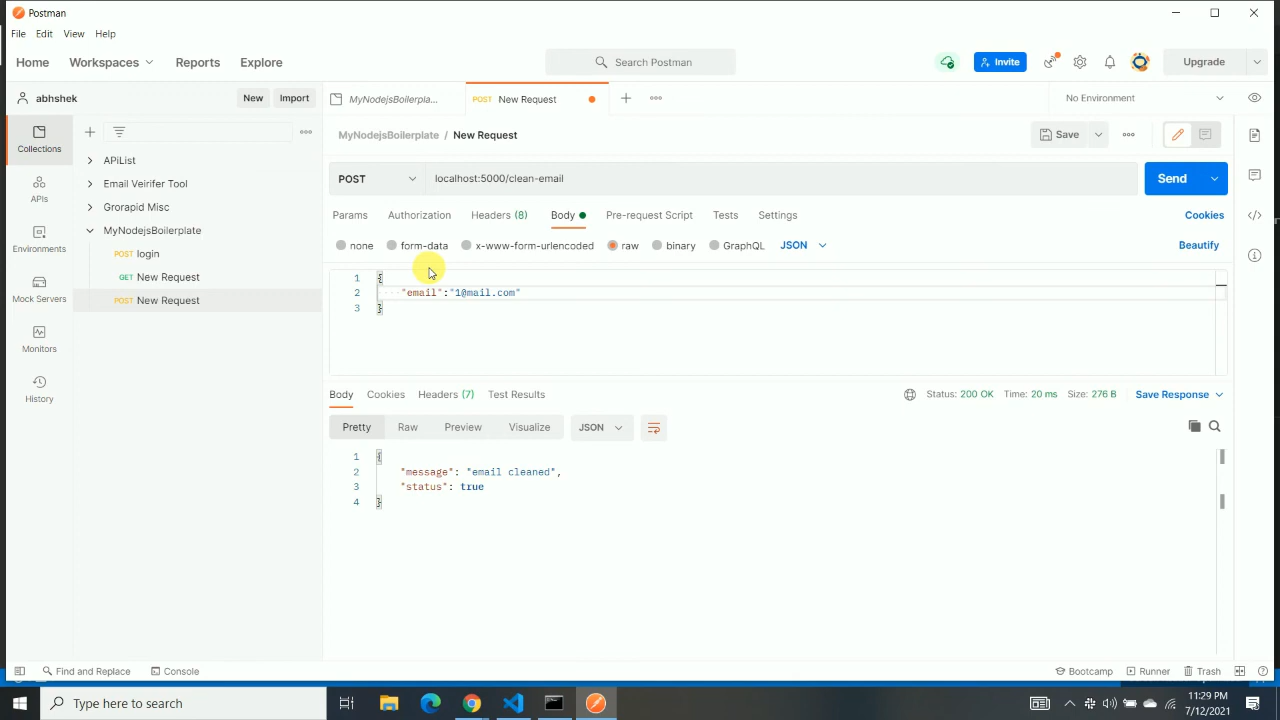 Postman
File Edit View Help
Home Workspaces Reports Explore Search Postman Invite Upgrade
abhshek New Import MyNodejsBoilerpla... POST New Request No Environment
MyNodejsBoilerplate / New Request Save
Collections
APIs
Environments
Mock Servers
Monitors
History
APiList
Email Veirifer Tool
Grorapid Misc
MyNodejsBoilerplate
POST login
GET New Request
POST New Request
POST localhost:5000/clean-email Send
Params Authorization Headers (8) Body Pre-request Script Tests Settings Cookies
none form-data x-www-form-urlencoded raw binary GraphQL JSON Beautify
1 {
2 "email":"1@mail.com"
3 }
Body Cookies Headers (7) Test Results Status: 200 OK Time: 20 ms Size: 276 B Save Response
Pretty Raw Preview Visualize JSON
1 {
2 "message": "email cleaned",
3 "status": true
4 }
Find and Replace Console Bootcamp Runner Trash
Type here to search
11:29 PM
7/12/2021